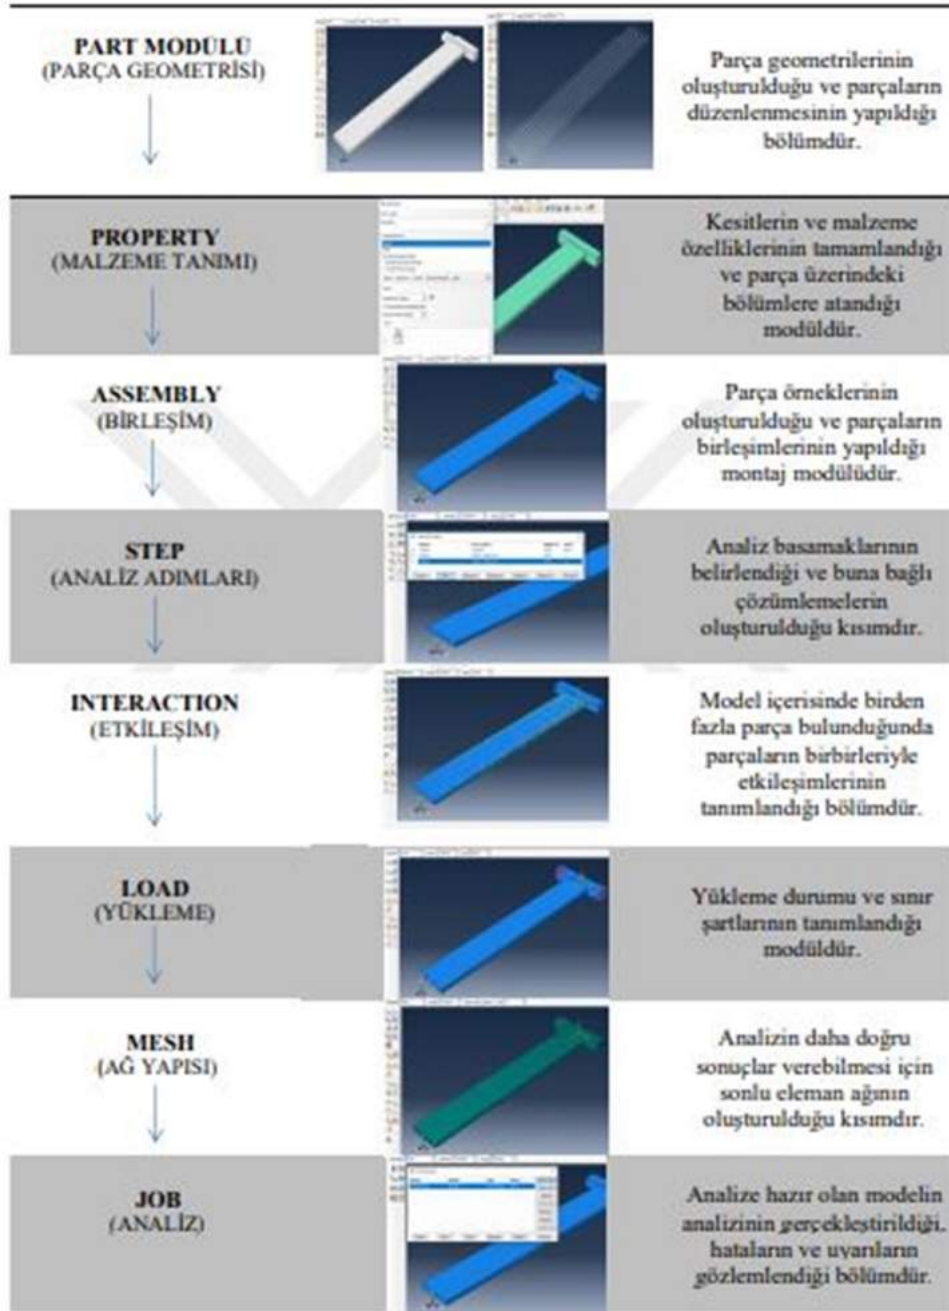 PART MODÜLÜ
(PARÇA GEOMETRİSİ)
Parça geometrilerinin
oluşturulduğu ve parçaların
düzenlenmesinin yapıldığı
bölümdür.
PROPERTY
(MALZEME TANIMI)
Kesitlerin ve malzeme
özelliklerinin tamamlandığı
ve parça üzerindeki
bölümlere atandığı
modüldür.
ASSEMBLY
(BİRLEŞİM)
Parça örneklerinin
oluşturulduğu ve parçaların
birleşimlerinin yapıldığı
montaj modülüdür.
STEP
(ANALİZ ADIMLARI)
Analiz basamaklarının
belirlendiği ve buna bağlı
çözümlemelerin
oluşturulduğu kısımdır.
INTERACTION
(ETKİLEŞİM)
Model içerisinde birden
fazla parça bulunduğunda
parçaların birbirleriyle
etkileşimlerinin
tanımlandığı bölümdür.
LOAD
(YÜKLEME)
Yükleme durumu ve sınır
şartlarının tanımlandığı
modüldür.
MESH
(AĞ YAPISI)
Analizin daha doğru
sonuçlar verebilmesi için
sonlu eleman ağının
oluşturulduğu kısımdır.
JOB
(ANALİZ)
Analize hazır olan modelin
analizinin gerçekleştirildiği,
hataların ve uyarıların
gözlemlendiği bölümdür.